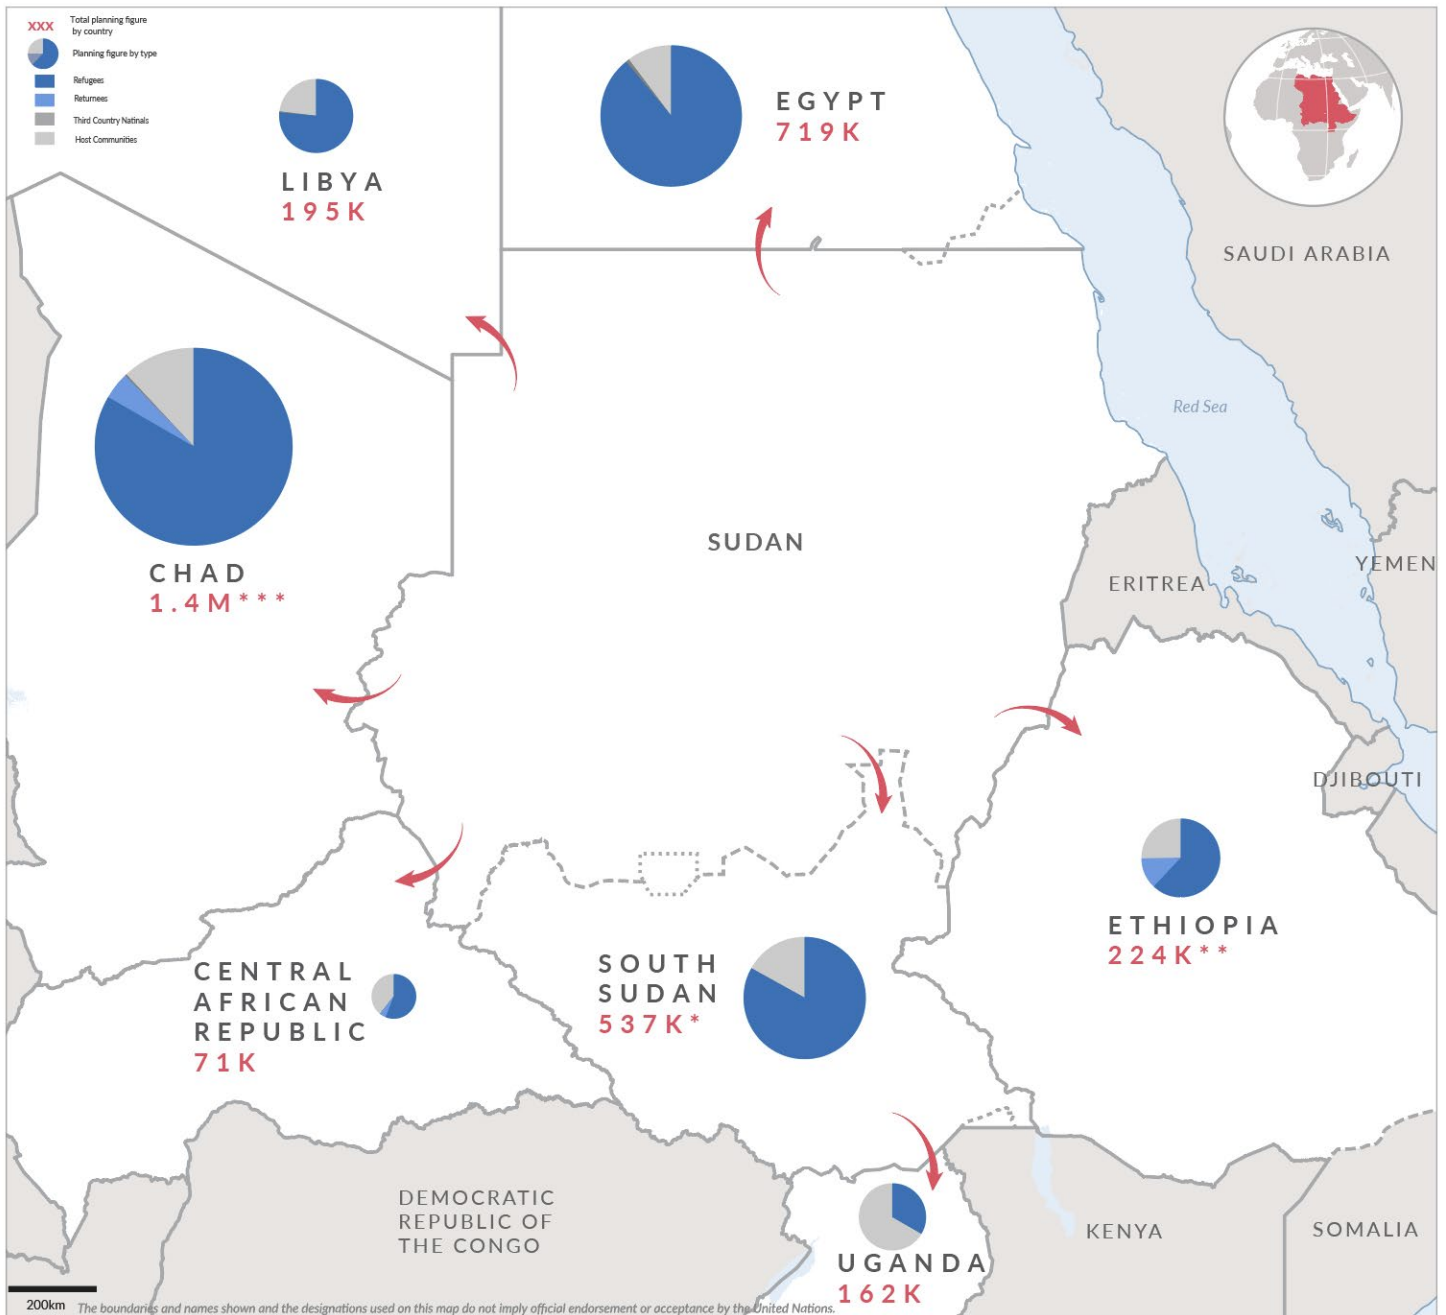 xxx
Total planning figure
by country
Planning figure by type
Refugees
Returnees
Third Country Natinals
Host Communities
LIBYA
195K
EGYPT
719K
SAUDI ARABIA
Red Sea
CHAD
1.4M***
SUDAN
ERITREA
YEMEN
DJIBOUTI
ETHIOPIA
224K**
CENTRAL
AFRICAN
REPUBLIC
71K
SOUTH
SUDAN
537K*
DEMOCRATIC
REPUBLIC OF
THE CONGO
UGANDA
162K
KENYA
SOMALIA
200km
The boundaries and names shown and the designations used on this map do not imply official endorsement or acceptance by the United Nations.